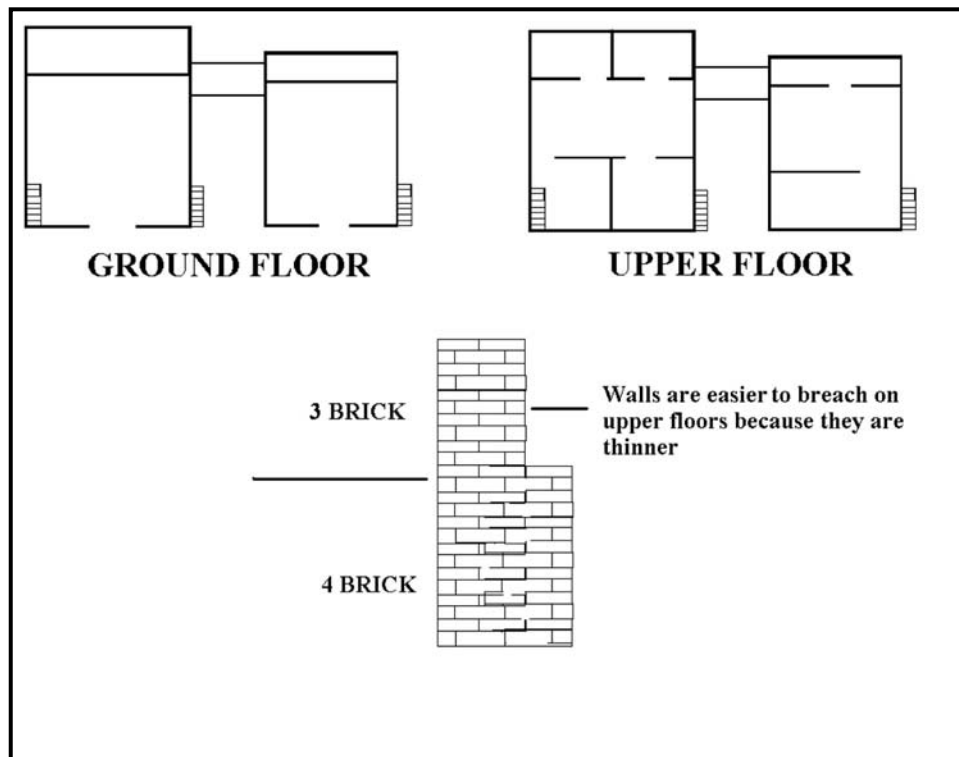 GROUND FLOOR
UPPER FLOOR
3 BRICK
Walls are easier to breach on
upper floors because they are
thinner
4 BRICK